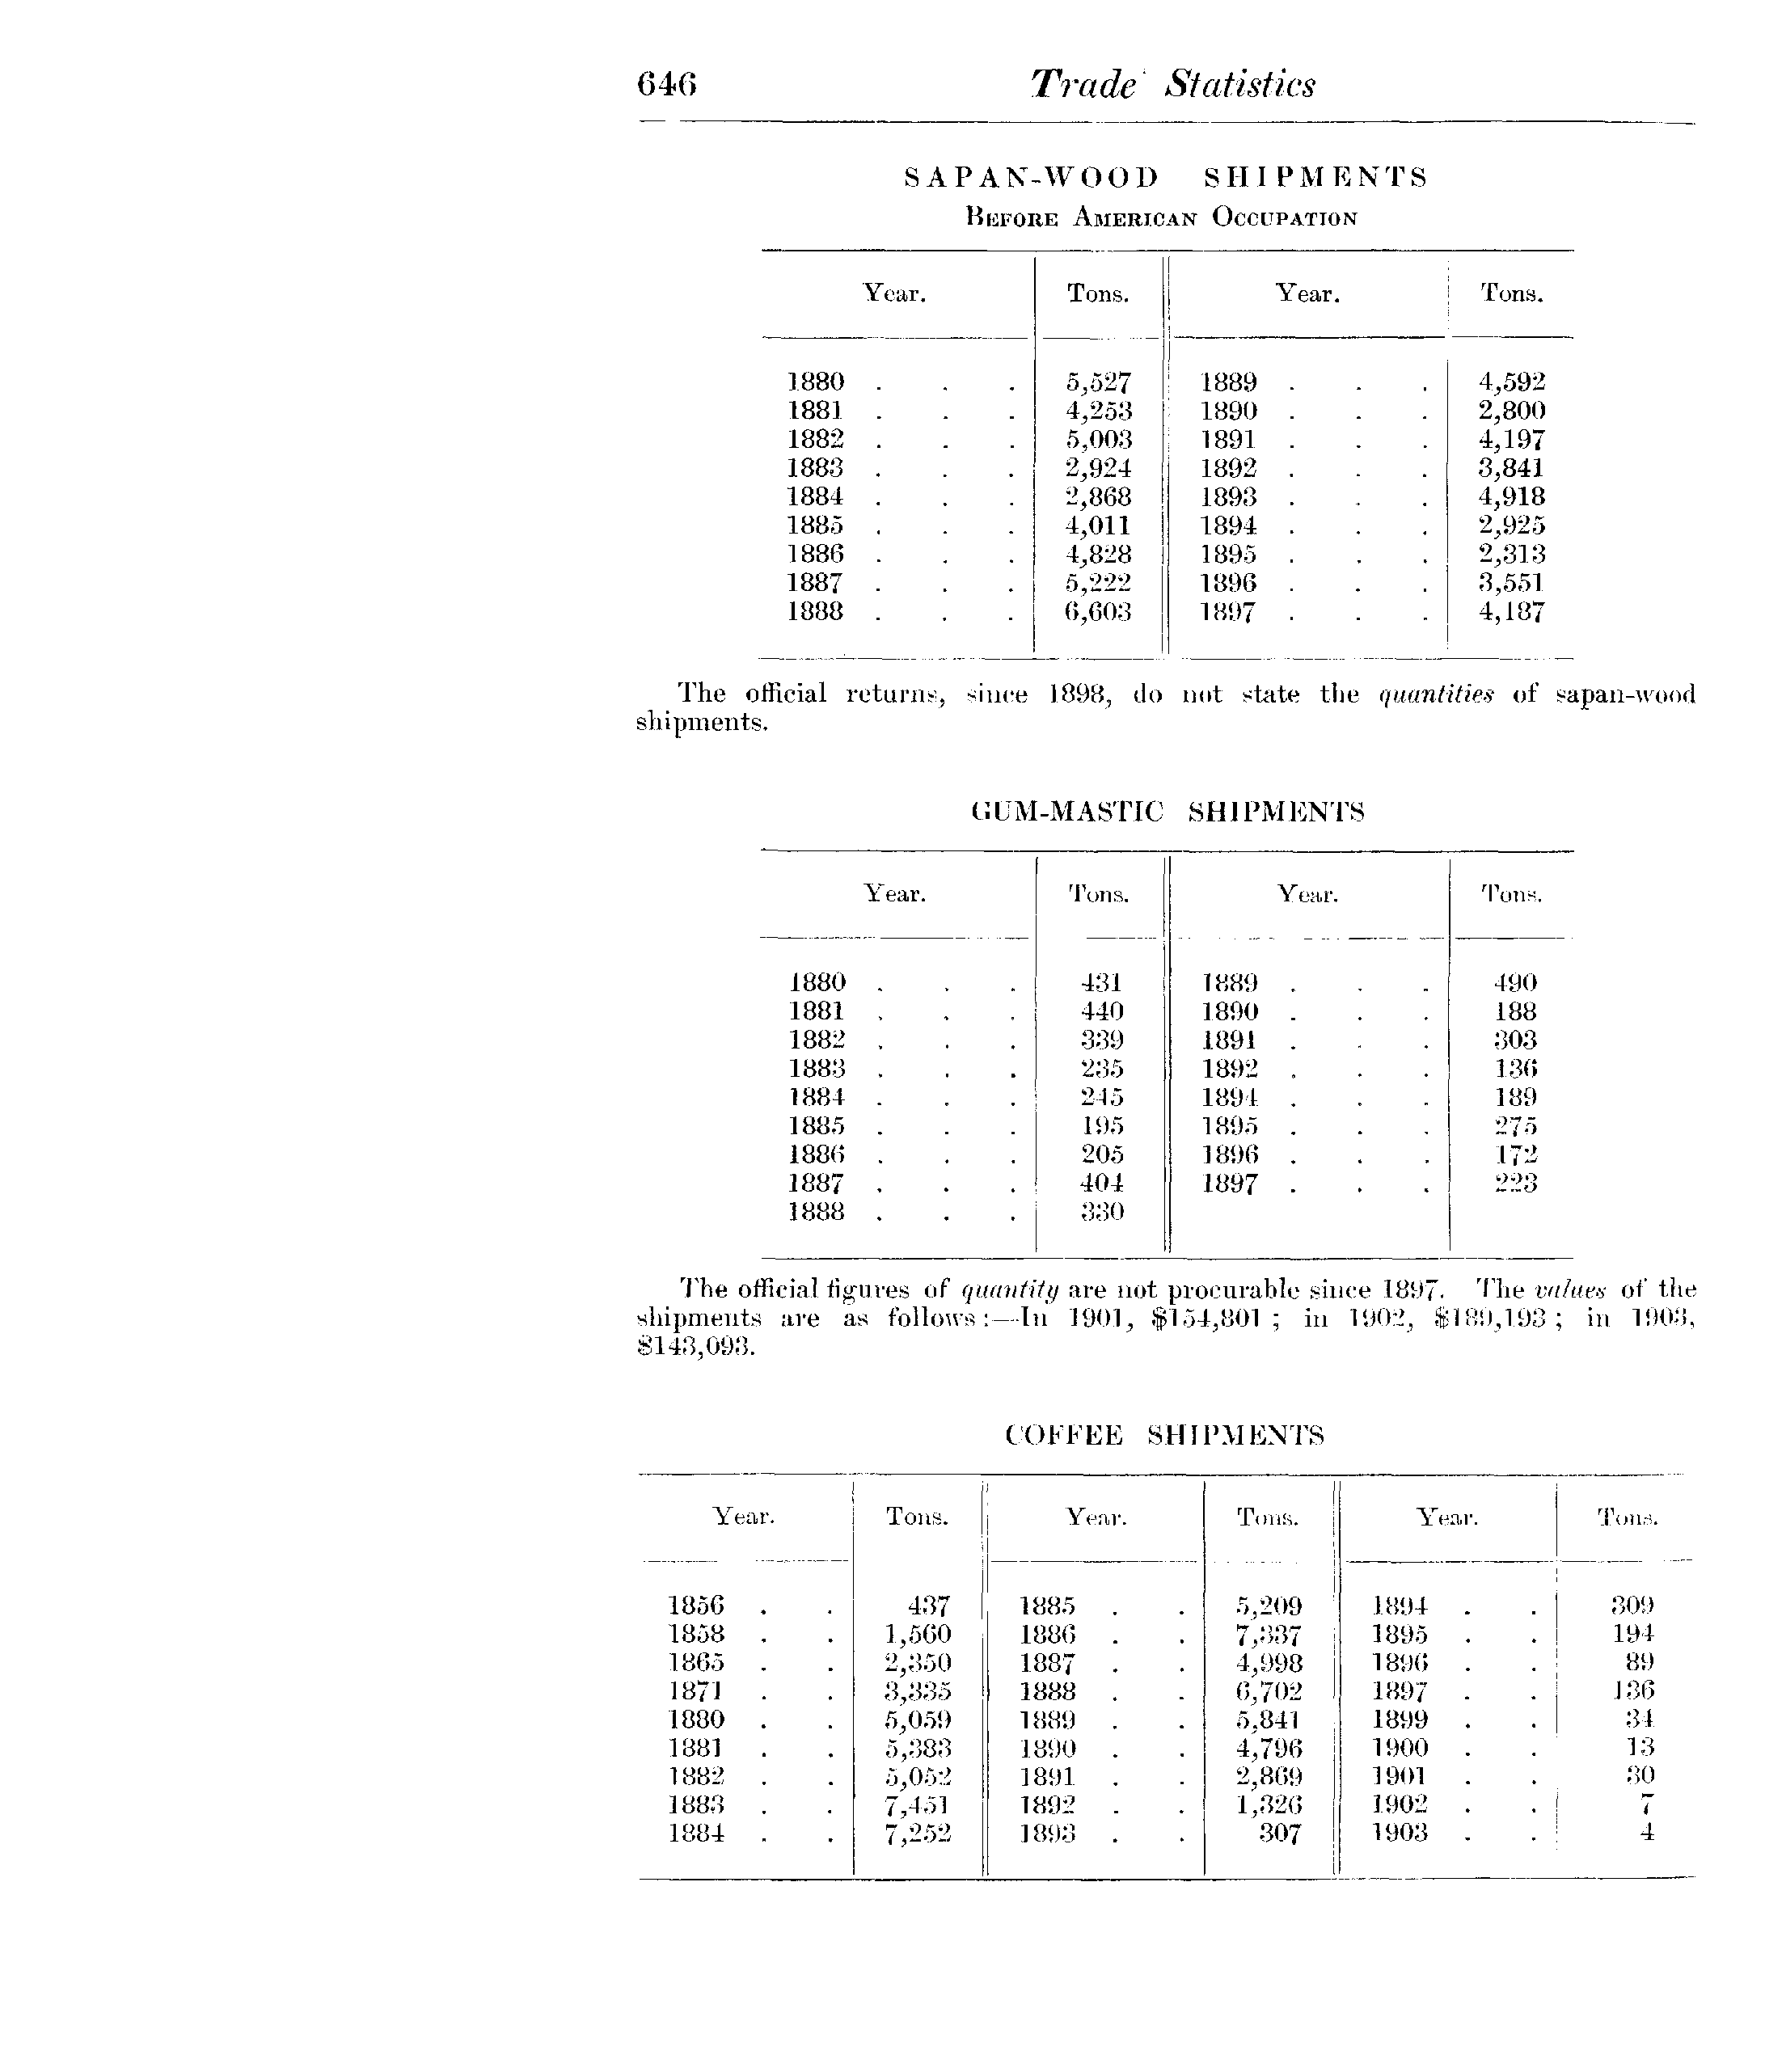 646 Trade Statistics
SAPAN-WOOD SHIPMENTS
BEFORE AMERICAN OCCUPATION
Year. Tons. Year. Tons.
1880 . . . 5,527 1889 . . . 4,592
1881 . . . 4,253 1890 . . . 2,800
1882 . . . 5,003 1891 . . . 4,197
1883 . . . 2,924 1892 . . . 3,841
1884 . . . 2,868 1893 . . . 4,918
1885 . . . 4,011 1894 . . . 2,925
1886 . . . 4,828 1895 . . . 2,313
1887 . . . 5,222 1896 . . . 3,551
1888 . . . 6,603 1897 . . . 4,187
The official returns, since 1898, do not state the quantities of sapan-wood
shipments.
GUM-MASTIC SHIPMENTS
Year. Tons. Year. Tons.
1880 . . . 431 1889 . . . 490
1881 . . . 440 1890 . . . 188
1882 . . . 339 1891 . . . 303
1883 . . . 235 1892 . . . 136
1884 . . . 245 1894 . . . 189
1885 . . . 195 1895 . . . 275
1886 . . . 205 1896 . . . 172
1887 . . . 404 1897 . . . 223
1888 . . . 330
The official figures of quantity are not procurable since 1897. The values of the
shipments are as follows:—In 1901, $154,801 ; in 1902, $189,193 ; in 1903,
$143,093.
COFFEE SHIPMENTS
Year. Tons. Year. Tons. Year. Tons.
1856 . . 437 1885 . . 5,209 1894 . . 309
1858 . . 1,560 1886 . . 7,337 1895 . . 194
1865 . . 2,350 1887 . . 4,998 1896 . . 89
1871 . . 3,335 1888 . . 6,702 1897 . . 136
1880 . . 5,059 1889 . . 5,841 1899 . . 34
1881 . . 5,383 1890 . . 4,796 1900 . . 13
1882 . . 5,052 1891 . . 2,869 1901 . . 30
1883 . . 7,451 1892 . . 1,326 1902 . . 7
1884 . . 7,252 1893 . . 307 1903 . . 4